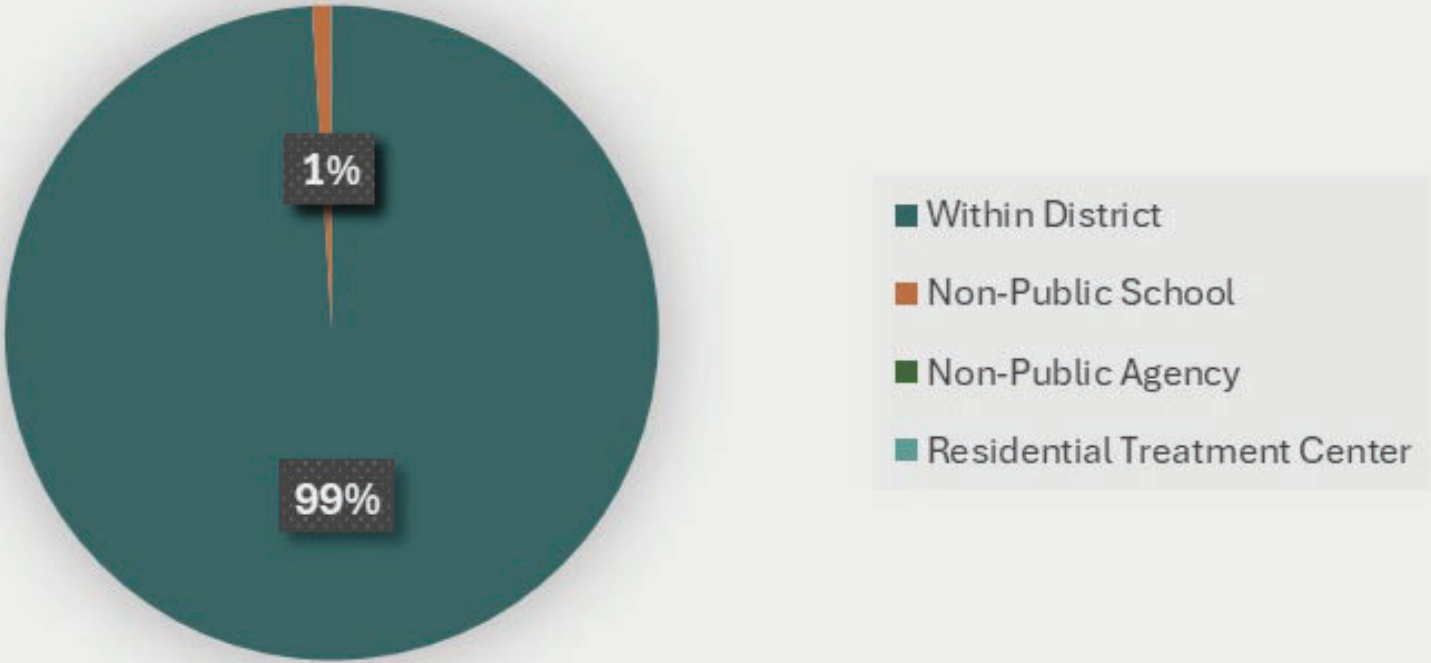 1%
99%
Within District
Non-Public School
Non-Public Agency
Residential Treatment Center